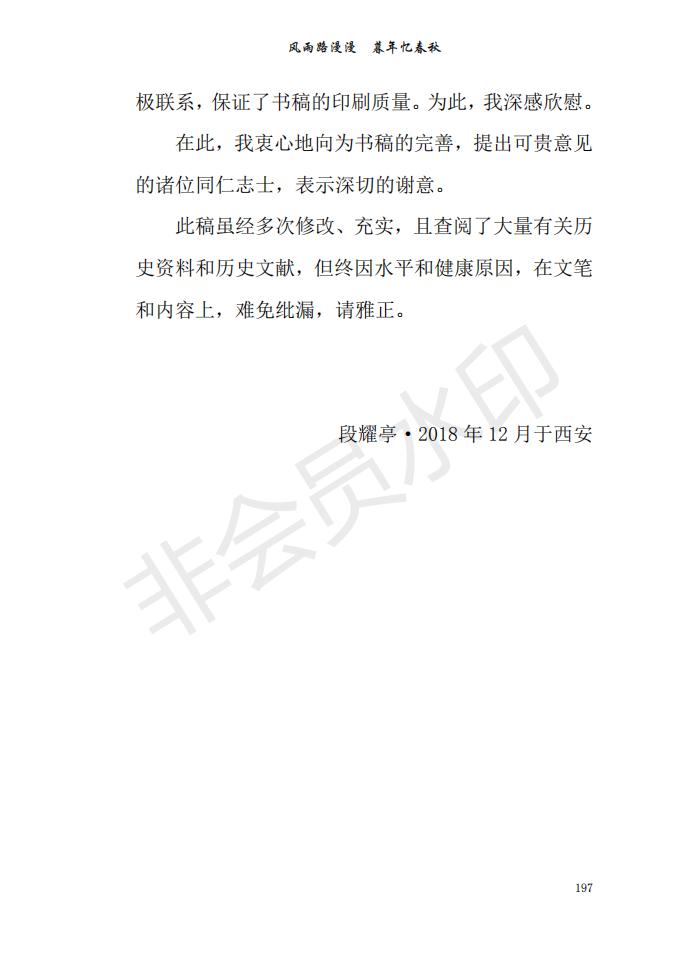 风雨路漫漫　暮年忆春秋
极联系，保证了书稿的印刷质量。为此，我深感欣慰。
在此，我衷心地向为书稿的完善，提出可贵意见
的诸位同仁志士，表示深切的谢意。
此稿虽经多次修改、充实，且查阅了大量有关历
史资料和历史文献，但终因水平和健康原因，在文笔
和内容上，难免纰漏，请雅正。
段耀亭·2018 年 12 月于西安
非会员水印
197